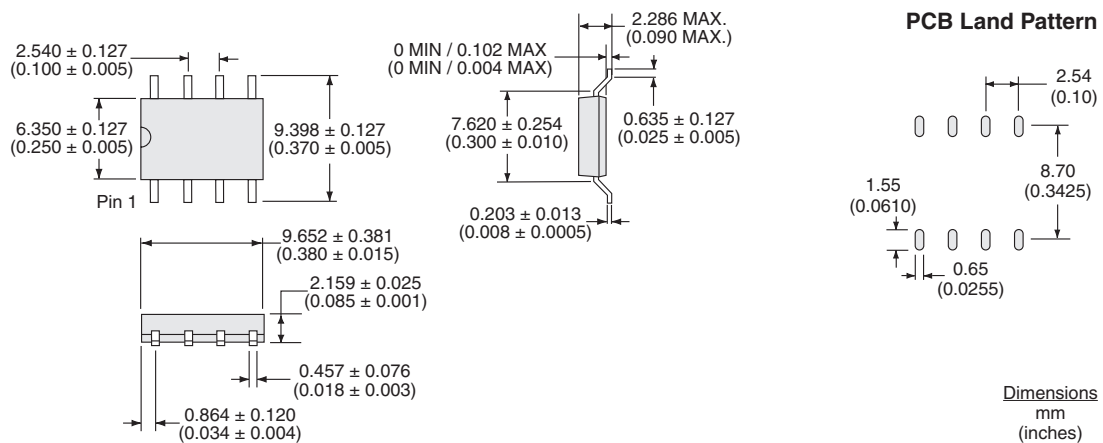 2.540 ± 0.127
(0.100 ± 0.005)
6.350 ± 0.127
(0.250 ± 0.005)
9.398 ± 0.127
(0.370 ± 0.005)
Pin 1
9.652 ± 0.381
(0.380 ± 0.015)
2.159 ± 0.025
(0.085 ± 0.001)
0.457 ± 0.076
(0.018 ± 0.003)
0.864 ± 0.120
(0.034 ± 0.004)
2.286 MAX.
(0.090 MAX.)
0 MIN / 0.102 MAX
(0 MIN / 0.004 MAX)
7.620 ± 0.254
(0.300 ± 0.010)
0.635 ± 0.127
(0.025 ± 0.005)
0.203 ± 0.013
(0.008 ± 0.0005)
PCB Land Pattern
2.54
(0.10)
8.70
(0.3425)
1.55
(0.0610)
0.65
(0.0255)
Dimensions
mm
(inches)